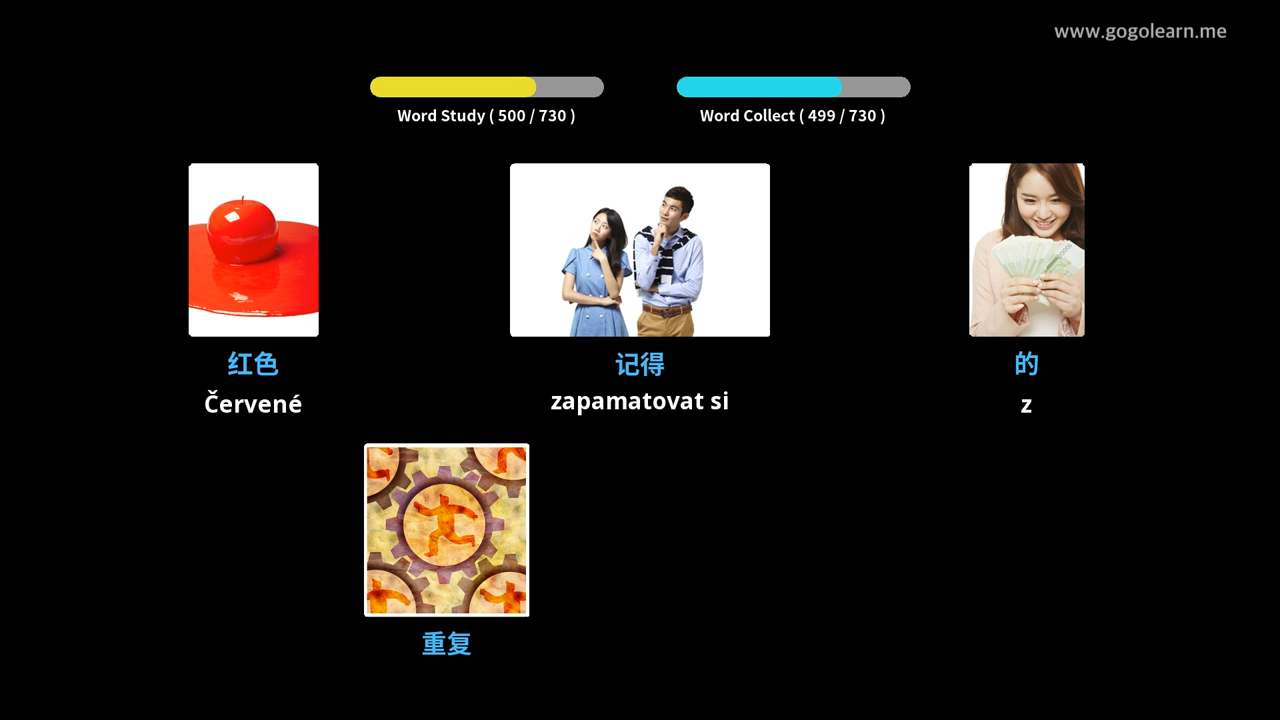 www.gogolearn.me
Word Study ( 500 / 730 )
Word Collect ( 499 / 730 )
红色
Červené
记得
zapamatovat si
的
z
重复